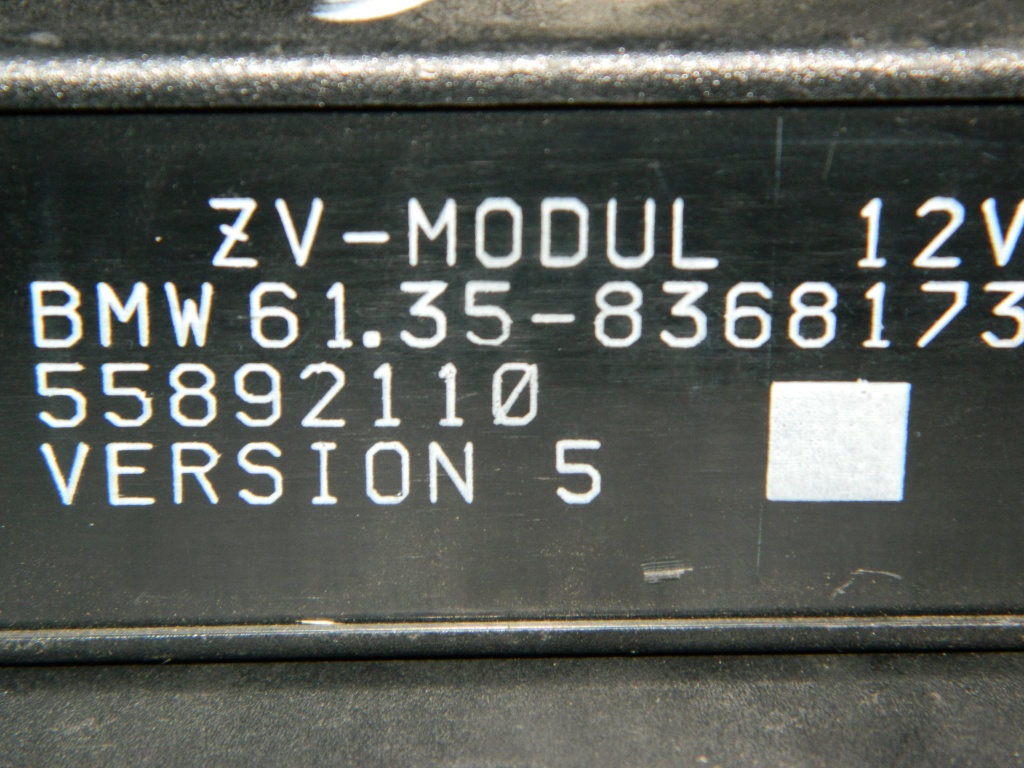 ZV-MODUL 12V
BMW 61.35-8368173
55892110
VERSION 5